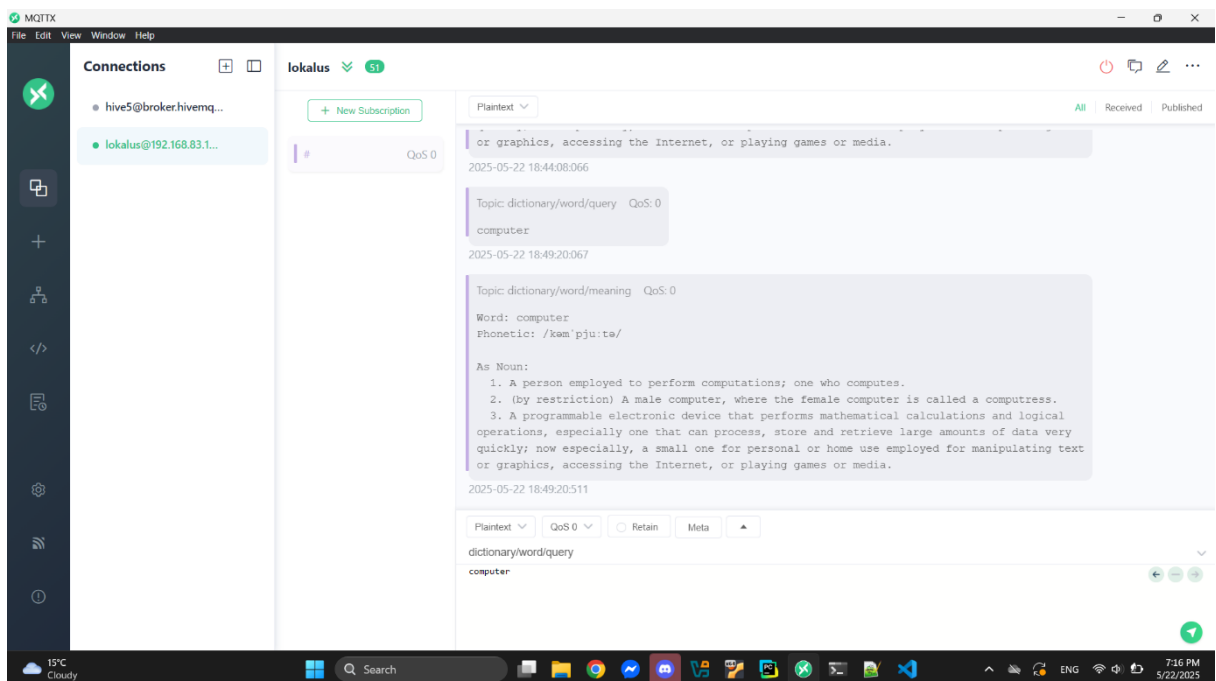 MQTTX
File Edit View Window Help
Connections
lokalus
51
hive5@broker.hivemq...
lokalus@192.168.83.1...
+ New Subscription
# QoS 0
Plaintext
All Received Published
or graphics, accessing the Internet, or playing games or media.
2025-05-22 18:44:08:066
Topic: dictionary/word/query QoS: 0
computer
2025-05-22 18:49:20:067
Topic: dictionary/word/meaning QoS: 0
Word: computer
Phonetic: /kəmˈpjuːtə/
As Noun:
1. A person employed to perform computations; one who computes.
2. (by restriction) A male computer, where the female computer is called a computress.
3. A programmable electronic device that performs mathematical calculations and logical
operations, especially one that can process, store and retrieve large amounts of data very
quickly; now especially, a small one for personal or home use employed for manipulating text
or graphics, accessing the Internet, or playing games or media.
2025-05-22 18:49:20:511
Plaintext QoS 0 Retain Meta
dictionary/word/query
computer
15°C
Cloudy
Search
ENG
7:16 PM
5/22/2025